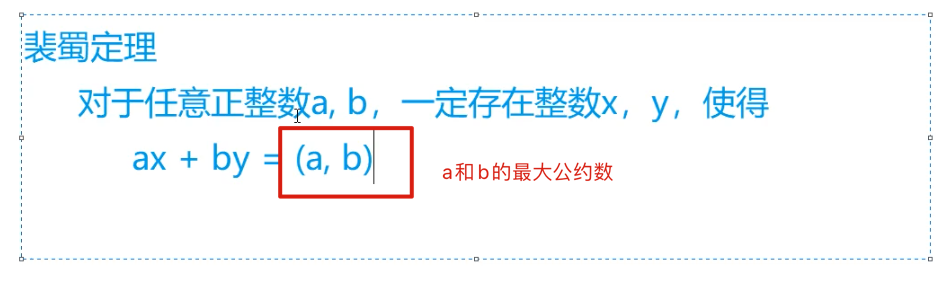 裴蜀定理
对于任意正整数a, b，一定存在整数x，y，使得
ax + by = (a, b)
a和b的最大公约数